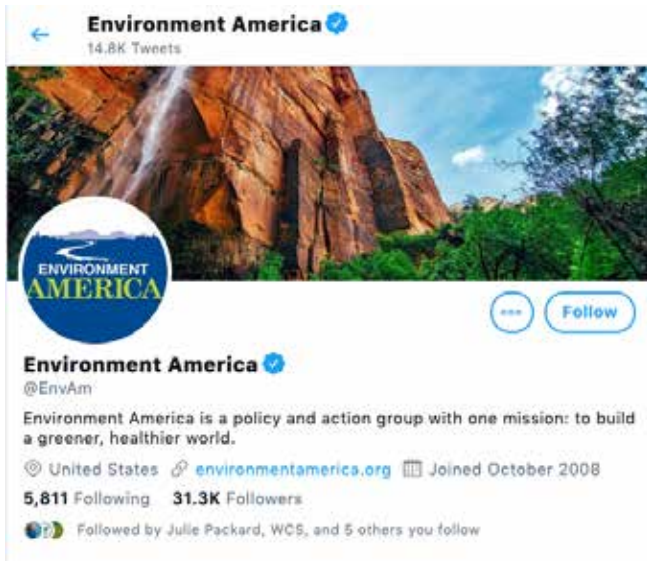 Environment America
14.8K Tweets
ENVIRONMENT
AMERICA
Follow
Environment America
@EnvAm
Environment America is a policy and action group with one mission: to build
a greener, healthier world.
United States environmentamerica.org Joined October 2008
5,811 Following 31.3K Followers
Followed by Julie Packard, WCS, and 5 others you follow